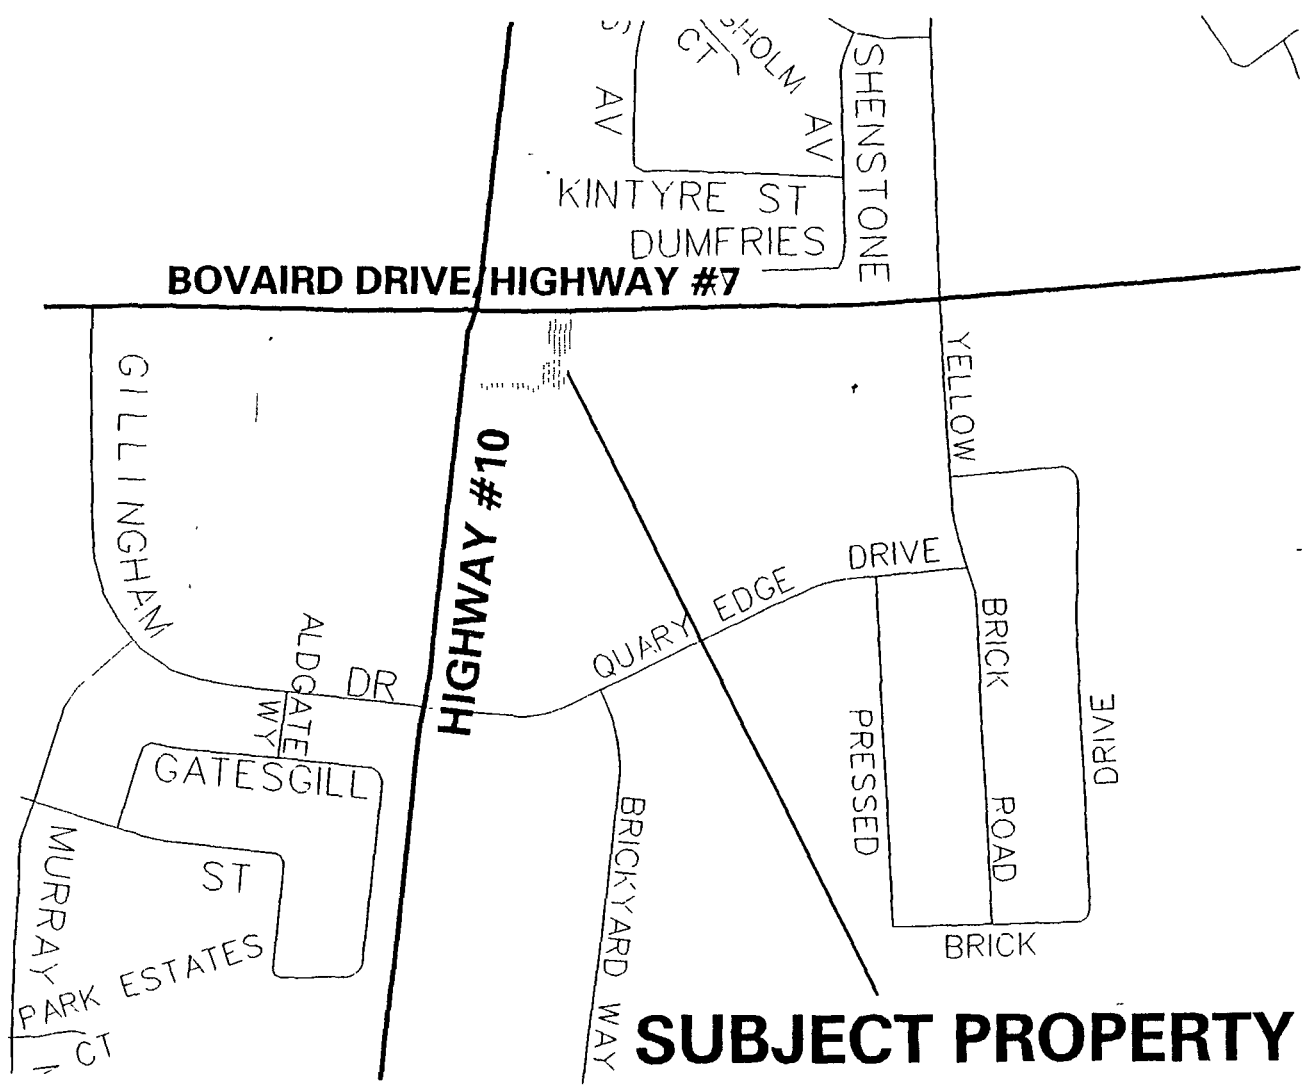 CT
AV
AV
SHENSTONE
KINTYRE ST
DUMFRIES
BOVAIRD DRIVE/HIGHWAY #7
GILLINGHAM
YELLOW
HIGHWAY #10
QUARY EDGE DRIVE
ALDGATE
WY
DR
BRICK
ROAD
PRESSED
DRIVE
GATESGILL
ST
BRICKYARD WAY
MURRAY
PARK ESTATES
CT
BRICK
SUBJECT PROPERTY